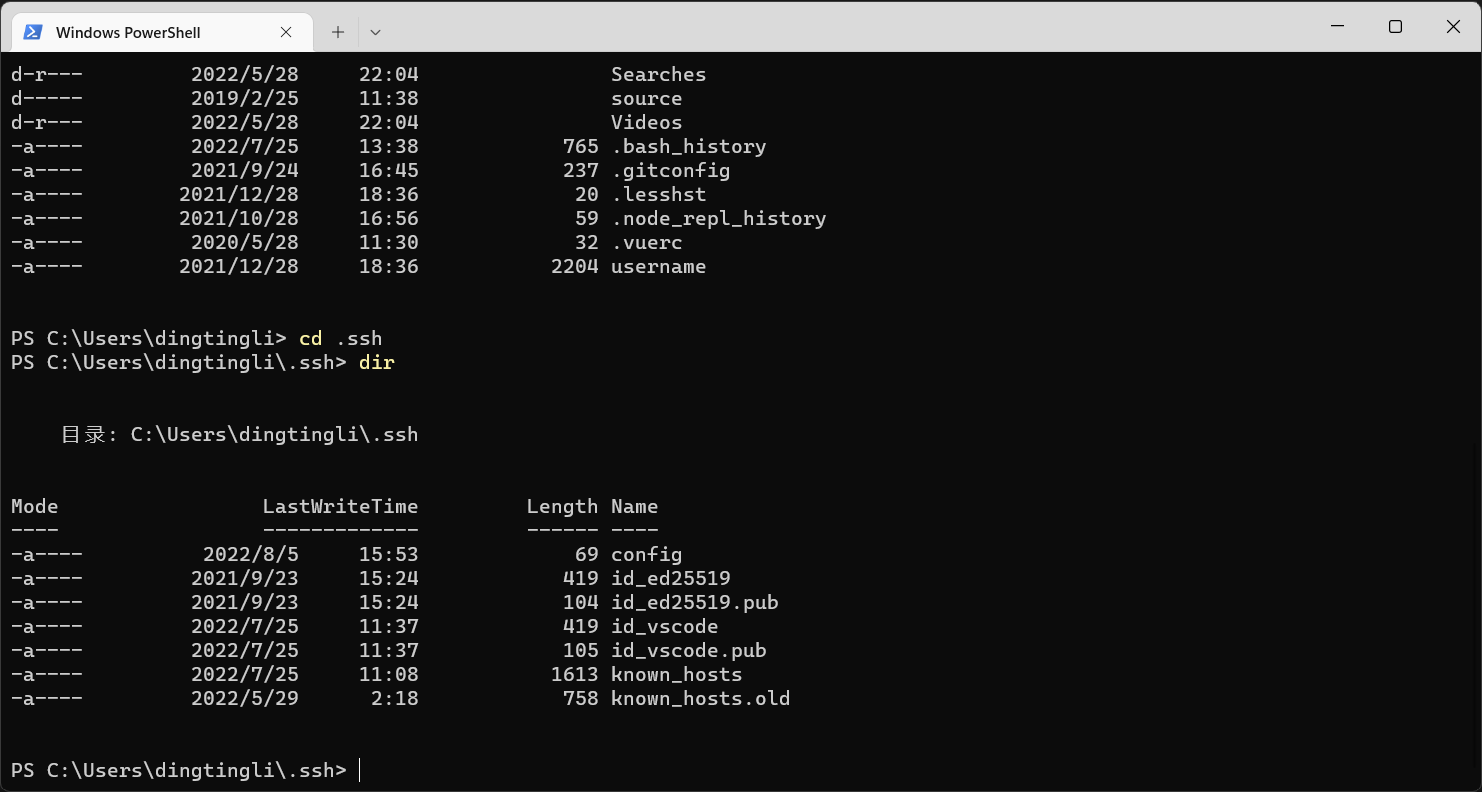 Windows PowerShell
d-r--- 2022/5/28 22:04 Searches
d----- 2019/2/25 11:38 source
d-r--- 2022/5/28 22:04 Videos
-a---- 2022/7/25 13:38 765 .bash_history
-a---- 2021/9/24 16:45 237 .gitconfig
-a---- 2021/12/28 18:36 20 .lesshst
-a---- 2021/10/28 16:56 59 .node_repl_history
-a---- 2020/5/28 11:30 32 .vuerc
-a---- 2021/12/28 18:36 2204 username
PS C:\Users\dingtingli> cd .ssh
PS C:\Users\dingtingli\.ssh> dir
目录: C:\Users\dingtingli\.ssh
Mode LastWriteTime Length Name
---- ------------- ------ ----
-a---- 2022/8/5 15:53 69 config
-a---- 2021/9/23 15:24 419 id_ed25519
-a---- 2021/9/23 15:24 104 id_ed25519.pub
-a---- 2022/7/25 11:37 419 id_vscode
-a---- 2022/7/25 11:37 105 id_vscode.pub
-a---- 2022/7/25 11:08 1613 known_hosts
-a---- 2022/5/29 2:18 758 known_hosts.old
PS C:\Users\dingtingli\.ssh>